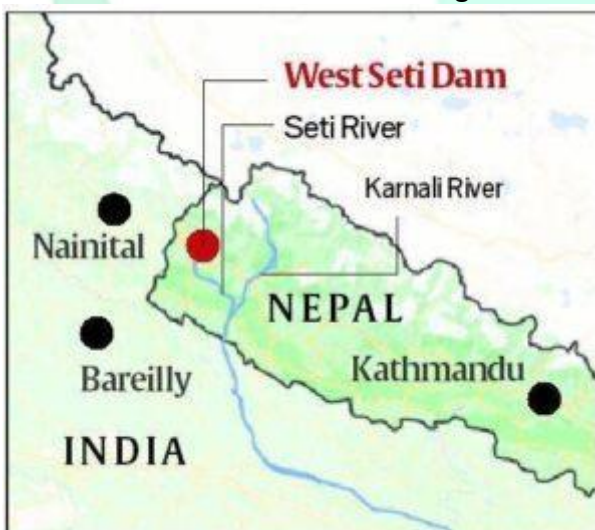 West Seti Dam
Seti River
Karnali River
Nainital
NEPAL
Bareilly
Kathmandu
INDIA